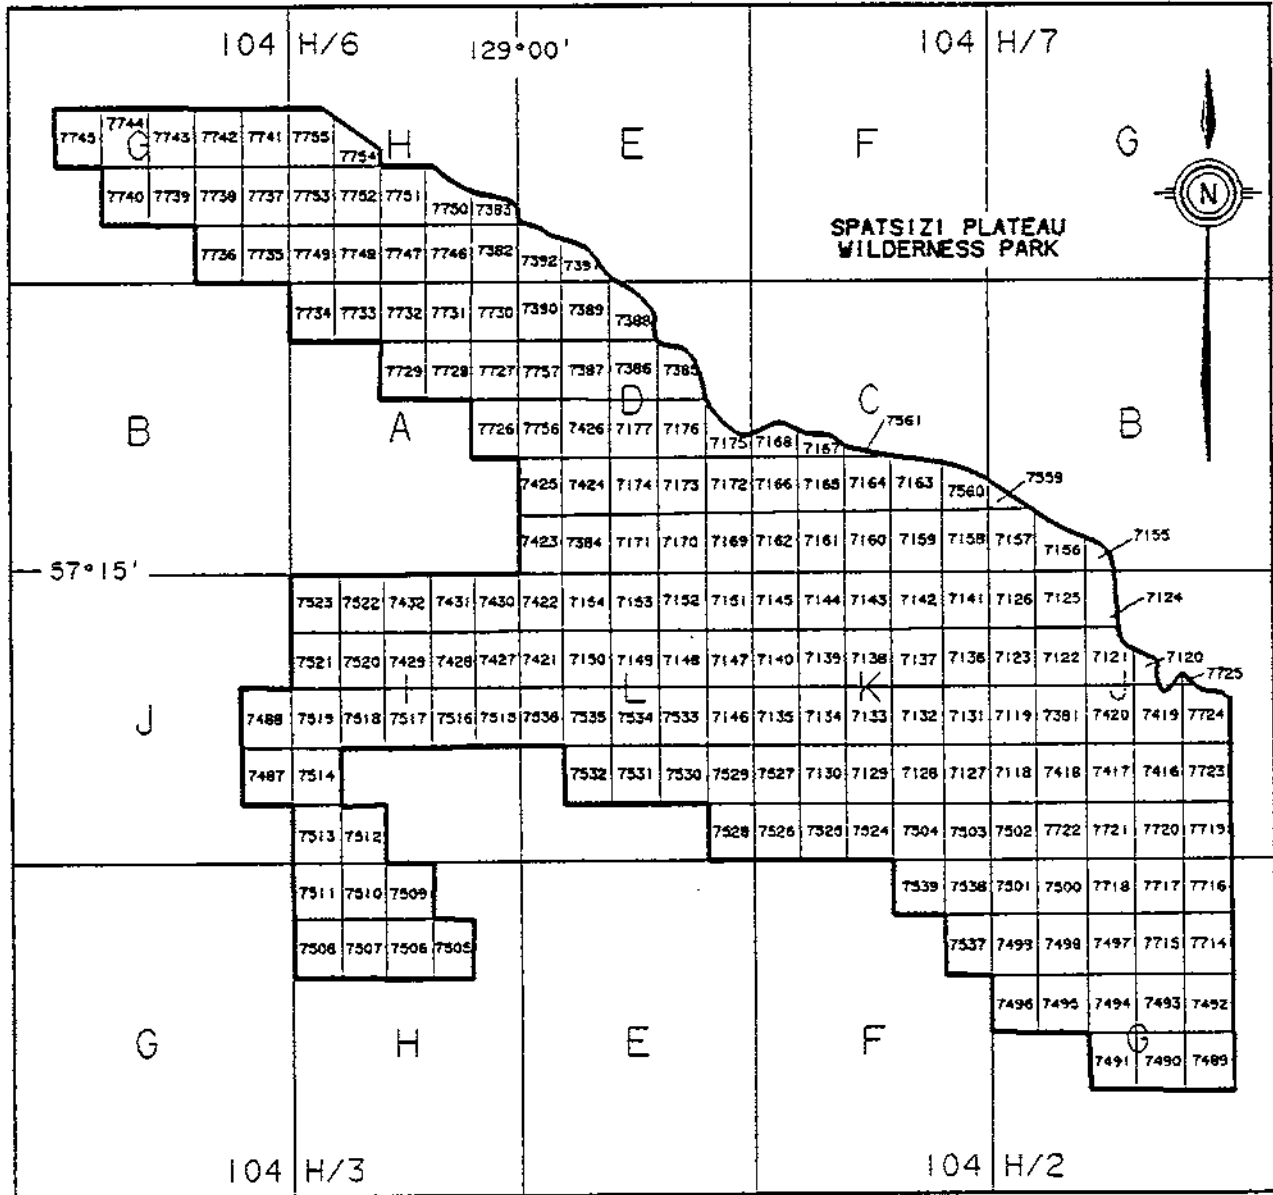 104 H/6
129°00'
104 H/7
7745 7744 7743 7742 7741 7755 7754
G H E F G
7740 7739 7738 7737 7753 7752 7751 7750 7383
N
SPATSIZI PLATEAU
WILDERNESS PARK
7736 7735 7749 7748 7747 7746 7382 7392 7391
7734 7733 7732 7731 7730 7390 7389 7388
7729 7728 7727 7757 7387 7386 7385
B A D C B
7726 7756 7426 7177 7176 7175 7168 7167 7561
7425 7424 7174 7173 7172 7166 7165 7164 7163 7560 7559
7423 7384 7171 7170 7169 7162 7161 7160 7159 7158 7157 7156 7155
57°15'
7523 7522 7432 7431 7430 7422 7154 7153 7152 7151 7145 7144 7143 7142 7141 7126 7125 7124
7521 7520 7429 7428 7427 7421 7150 7149 7148 7147 7140 7139 7138 7137 7136 7123 7122 7121 7120
7725
J I L K J
7488 7519 7518 7517 7516 7515 7536 7535 7534 7533 7146 7135 7134 7133 7132 7131 7119 7381 7420 7419 7724
7487 7514 7532 7531 7530 7529 7527 7130 7129 7128 7127 7118 7418 7417 7416 7723
7513 7512 7528 7526 7525 7524 7504 7503 7502 7722 7721 7720 7719
7511 7510 7509 7539 7538 7501 7500 7718 7717 7716
7508 7507 7506 7505 7537 7499 7498 7497 7715 7714
7496 7495 7494 7493 7492
G H E F G
7491 7490 7489
104 H/3
104 H/2